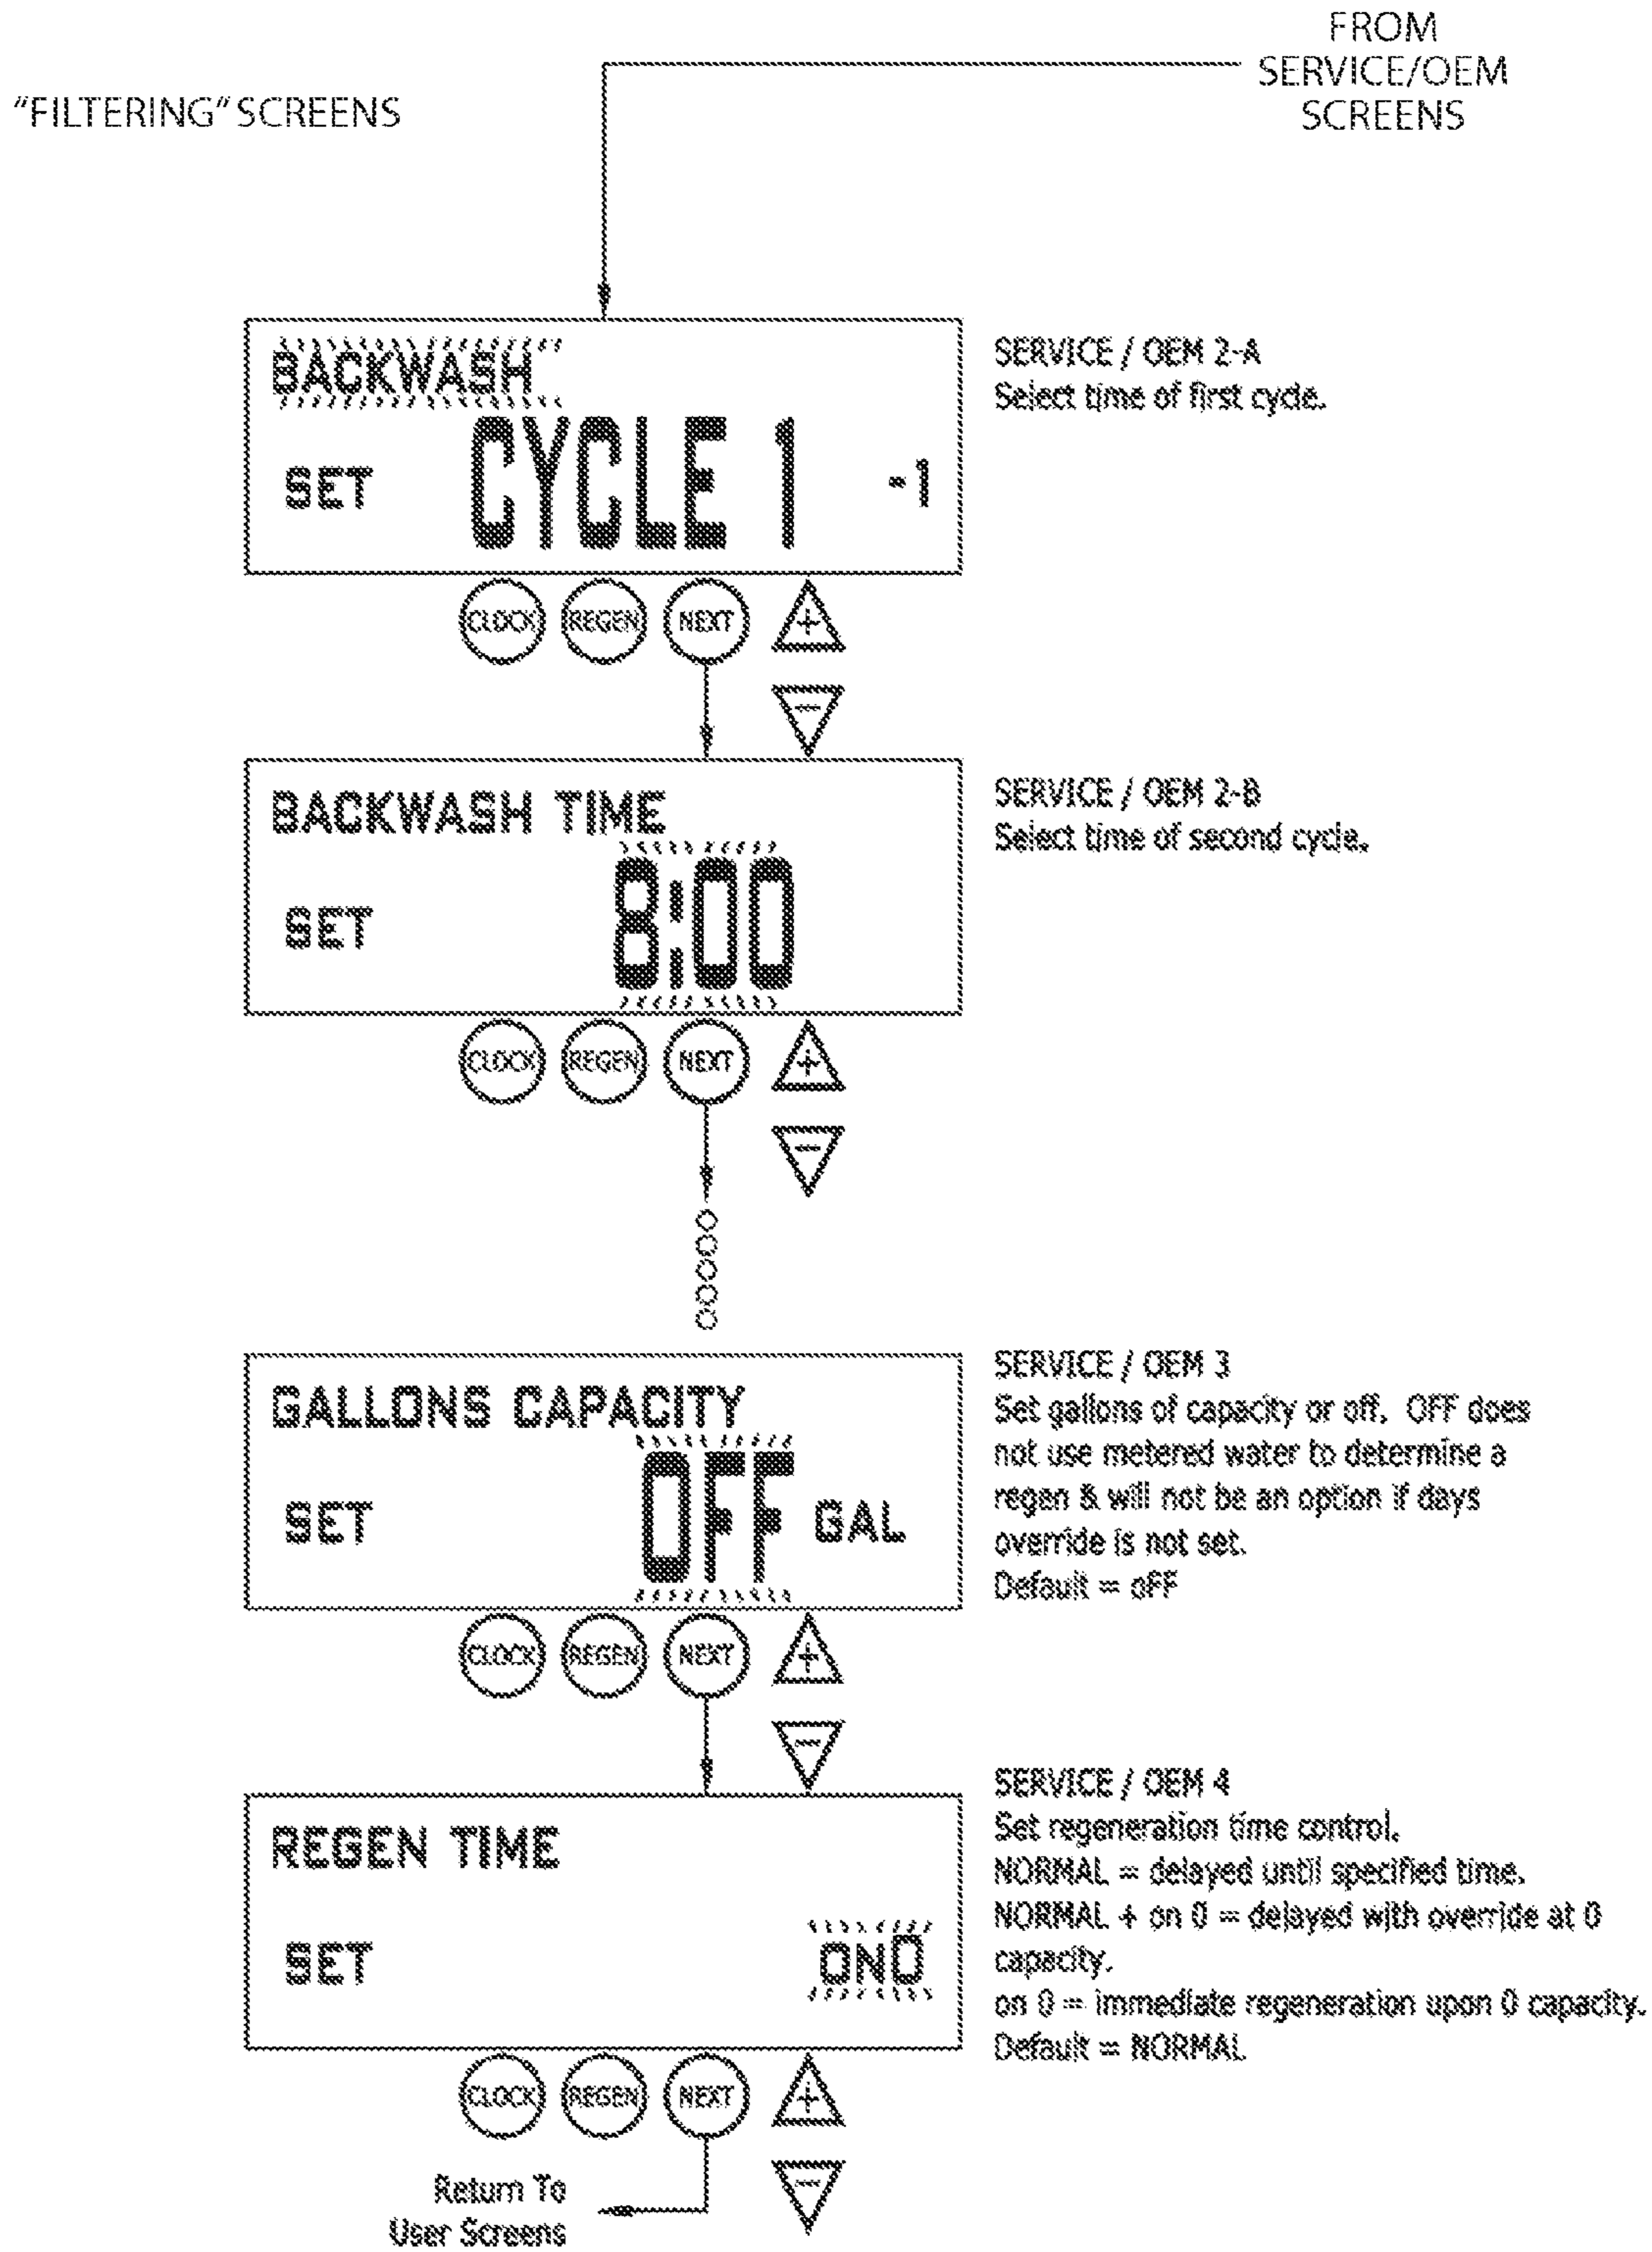 FROM
SERVICE/OEM
SCREENS
"FILTERING" SCREENS
BACKWASH
SET CYCLE 1 -1
SERVICE / OEM 2-A
Select time of first cycle.
CLOCK REGEN NEXT +
-
BACKWASH TIME
SET 8:00
SERVICE / OEM 2-B
Select time of second cycle.
CLOCK REGEN NEXT +
-
GALLONS CAPACITY
SET OFF GAL
SERVICE / OEM 3
Set gallons of capacity or off. OFF does
not use metered water to determine a
regen & will not be an option if days
override is not set.
Default = oFF
CLOCK REGEN NEXT +
-
REGEN TIME
SET ON0
SERVICE / OEM 4
Set regeneration time control.
NORMAL = delayed until specified time.
NORMAL + on 0 = delayed with override at 0
capacity.
on 0 = immediate regeneration upon 0 capacity.
Default = NORMAL
CLOCK REGEN NEXT +
-
Return To
User Screens